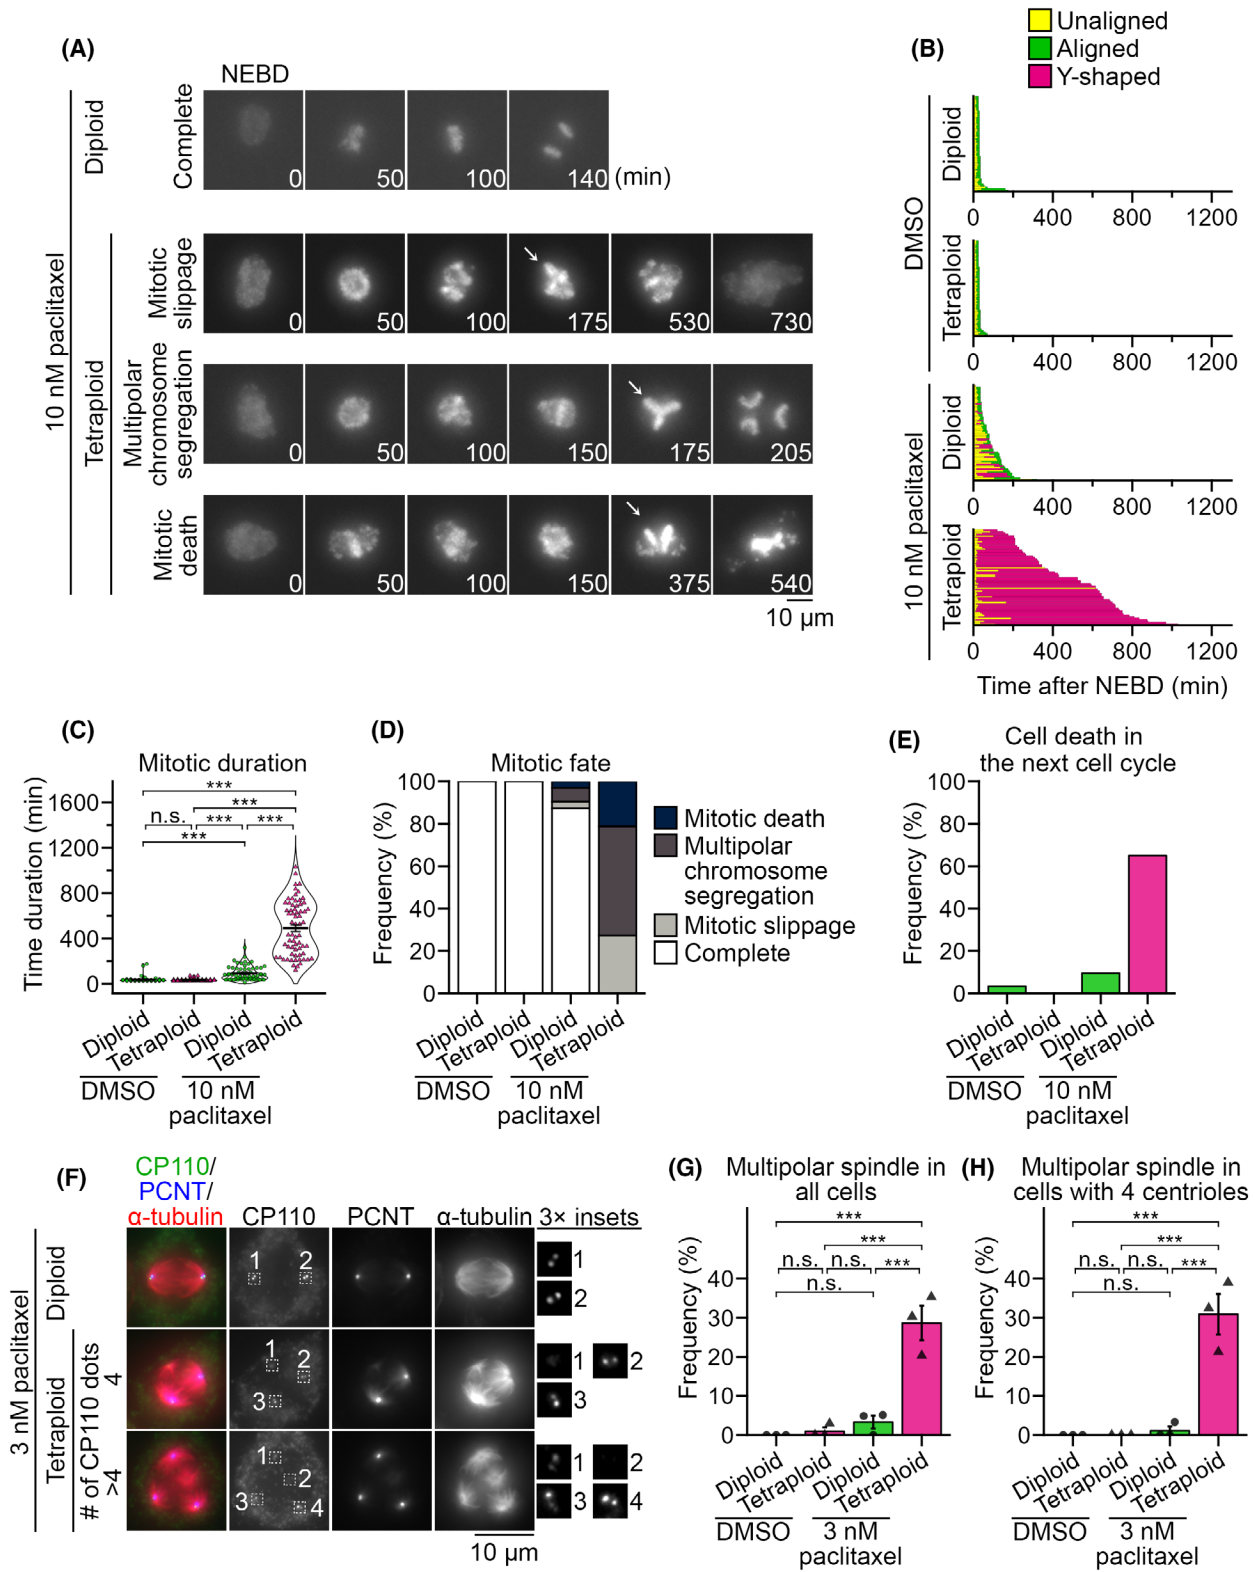 (A)
NEBD
10 nM paclitaxel
Diploid
Complete
0
50
100
140
(min)
Tetraploid
Mitotic
slippage
0
50
100
175
530
730
Multipolar
chromosome
segregation
0
50
100
150
175
205
Mitotic
death
0
50
100
150
375
540
10 µm
(B)
Unaligned
Aligned
Y-shaped
DMSO
Diploid
0 400 800 1200
Tetraploid
0 400 800 1200
10 nM paclitaxel
Diploid
0 400 800 1200
Tetraploid
0 400 800 1200
Time after NEBD (min)
(C)
Mitotic duration
Time duration (min)
1600
1200
800
400
0
***
***
n.s. *** ***
***
Diploid
Tetraploid
Diploid
Tetraploid
DMSO
10 nM
paclitaxel
(D)
Mitotic fate
Frequency (%)
100
80
60
40
20
0
Mitotic death
Multipolar
chromosome
segregation
Mitotic slippage
Complete
Diploid
Tetraploid
Diploid
Tetraploid
DMSO
10 nM
paclitaxel
(E)
Cell death in
the next cell cycle
Frequency (%)
100
80
60
40
20
0
Diploid
Tetraploid
Diploid
Tetraploid
DMSO
10 nM
paclitaxel
(F)
CP110/
PCNT/
α-tubulin
CP110
PCNT
α-tubulin
3× insets
3 nM paclitaxel
Diploid
1
2
1
2
Tetraploid
# of CP110 dots
4
1
2
3
1
2
3
>4
1
2
3
4
1
2
3
4
10 µm
(G)
Multipolar spindle in
all cells
Frequency (%)
40
30
20
10
0
***
***
n.s. n.s. ***
n.s.
Diploid
Tetraploid
Diploid
Tetraploid
DMSO
3 nM
paclitaxel
(H)
Multipolar spindle in
cells with 4 centrioles
Frequency (%)
40
30
20
10
0
***
***
n.s. n.s. ***
n.s.
Diploid
Tetraploid
Diploid
Tetraploid
DMSO
3 nM
paclitaxel